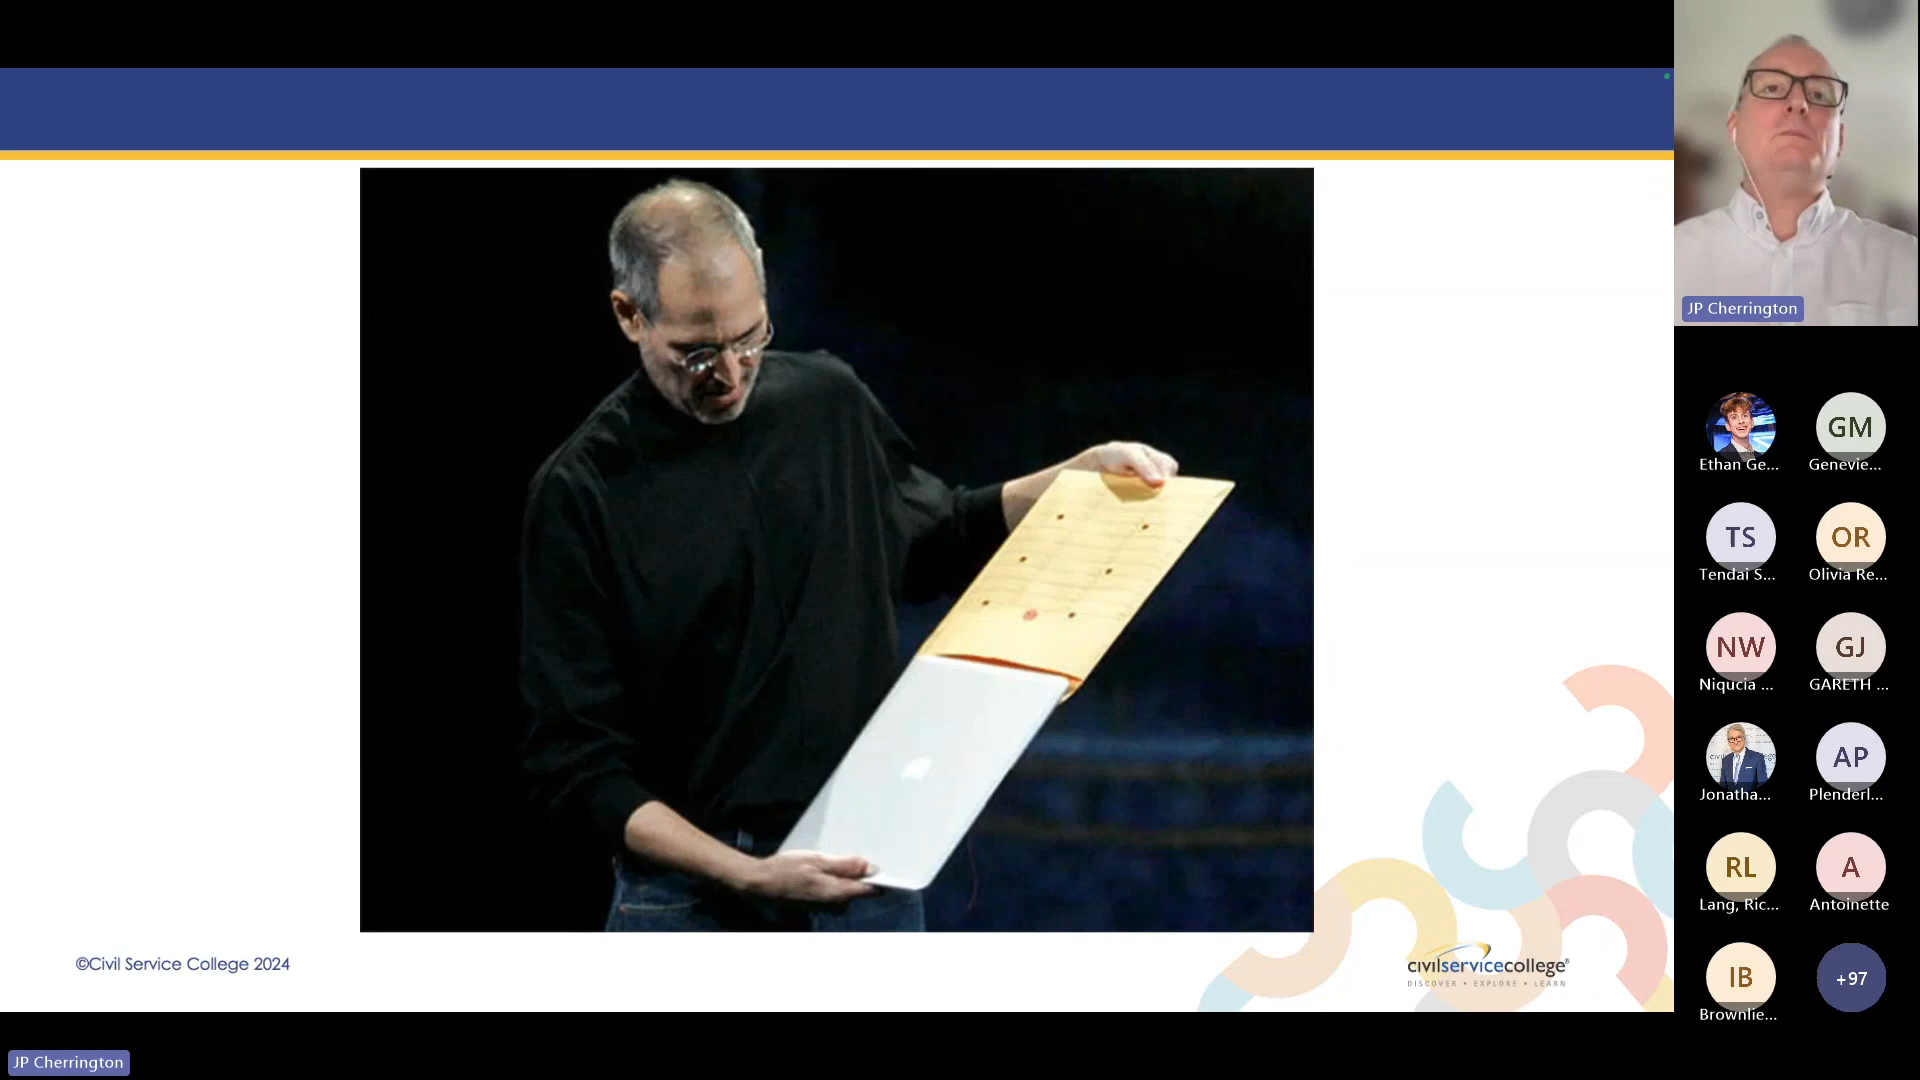 JP Cherrington
Ethan Ge...
GM
Genevie...
TS
Tendai S...
OR
Olivia Re...
NW
Niqucia ...
GJ
GARETH ...
Jonatha...
AP
Plenderl...
RL
Lang, Ric...
A
Antoinette
IB
Brownlie...
+97
©Civil Service College 2024
civilservicecollege®
DISCOVER • EXPLORE • LEARN
JP Cherrington